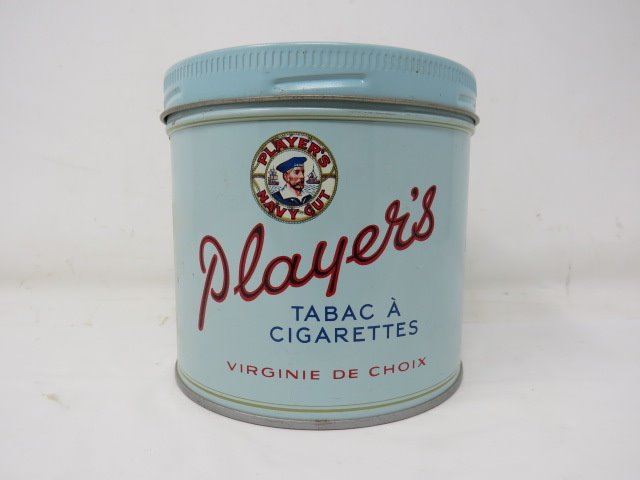 PLAYER'S
NAVY CUT
Player's
TABAC À
CIGARETTES
VIRGINIE DE CHOIX